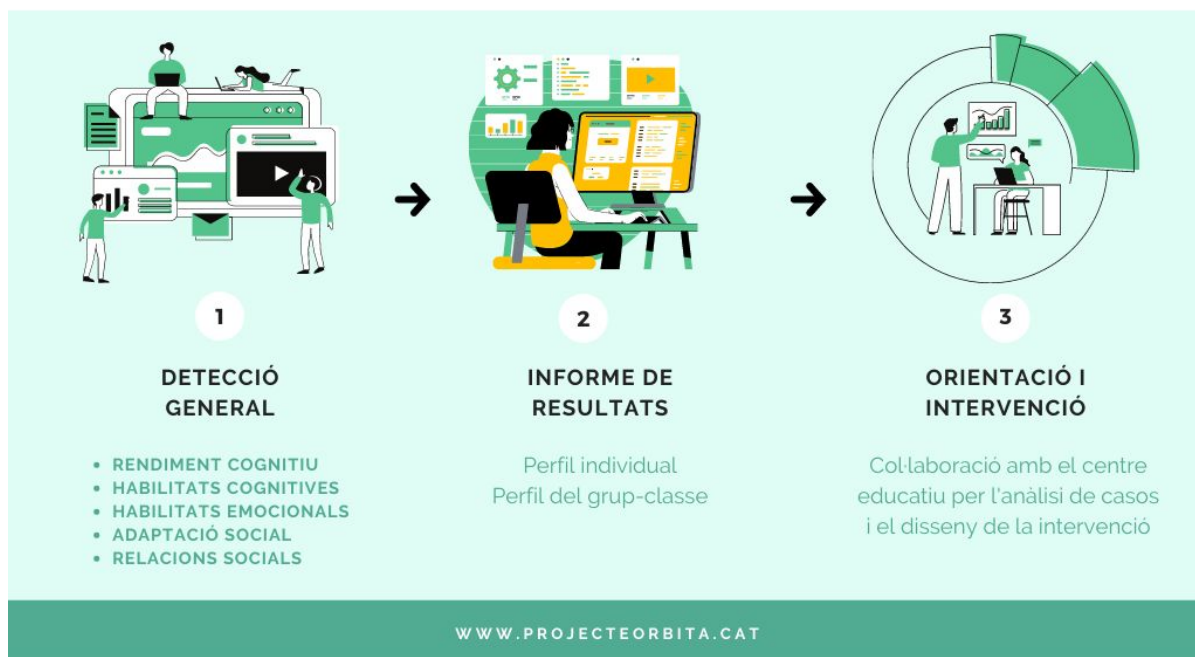 1
DETECCIÓ
GENERAL
• RENDIMENT COGNITIU
• HABILITATS COGNITIVES
• HABILITATS EMOCIONALS
• ADAPTACIÓ SOCIAL
• RELACIONS SOCIALS
2
INFORME DE
RESULTATS
Perfil individual
Perfil del grup-classe
3
ORIENTACIÓ I
INTERVENCIÓ
Col·laboració amb el centre
educatiu per l'anàlisi de casos
i el disseny de la intervenció
WWW.PROJECTEORBITA.CAT